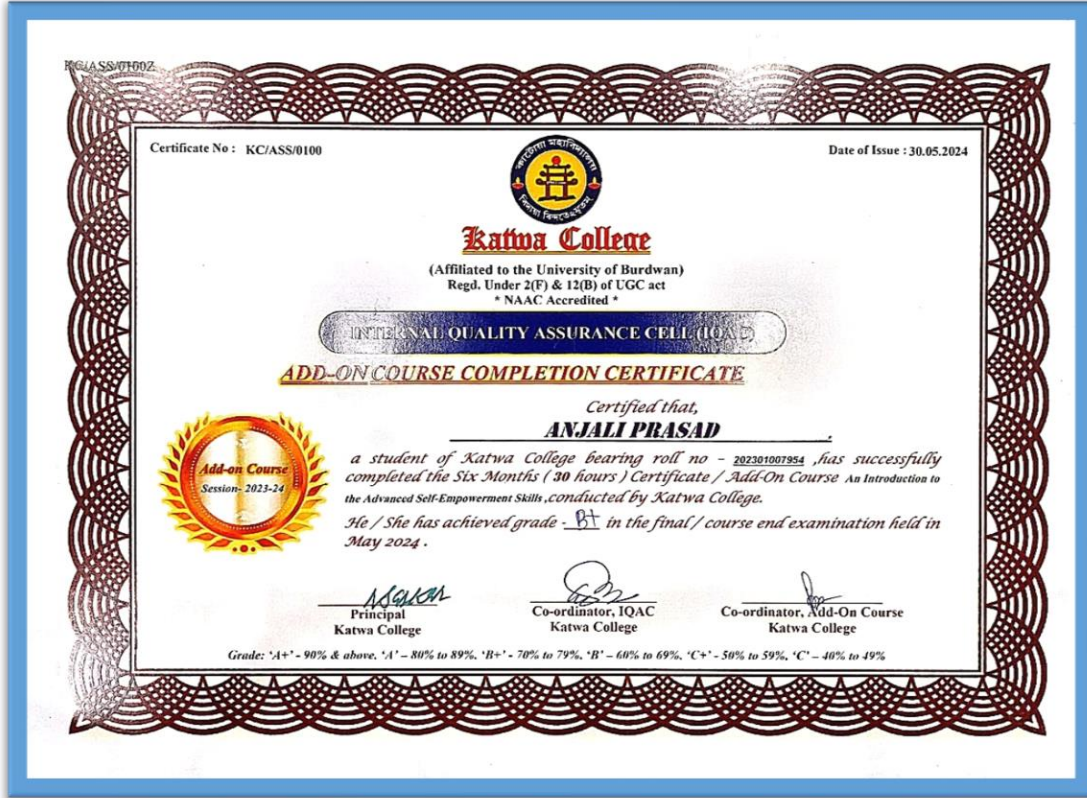 KC/ASS/0100Z
Certificate No : KC/ASS/0100
Date of Issue : 30.05.2024
কাটোয়া মহাবিদ্যালয়
Katwa College
(Affiliated to the University of Burdwan)
Regd. Under 2(F) & 12(B) of UGC act
* NAAC Accredited *
INTERNAL QUALITY ASSURANCE CELL (IQAC)
ADD-ON COURSE COMPLETION CERTIFICATE
Certified that,
ANJALI PRASAD .
a student of Katwa College bearing roll no - 202301007954 ,has successfully
completed the Six Months ( 30 hours ) Certificate / Add-On Course An Introduction to
the Advanced Self-Empowerment Skills ,conducted by Katwa College.
He / She has achieved grade - B+ in the final / course end examination held in
May 2024 .
Add-on Course
Session- 2023-24
Principal
Katwa College
Co-ordinator, IQAC
Katwa College
Co-ordinator, Add-On Course
Katwa College
Grade: ‘A+’ - 90% & above, ‘A’ – 80% to 89%, ‘B+’ - 70% to 79%, ‘B’ – 60% to 69%, ‘C+’ - 50% to 59%, ‘C’ – 40% to 49%